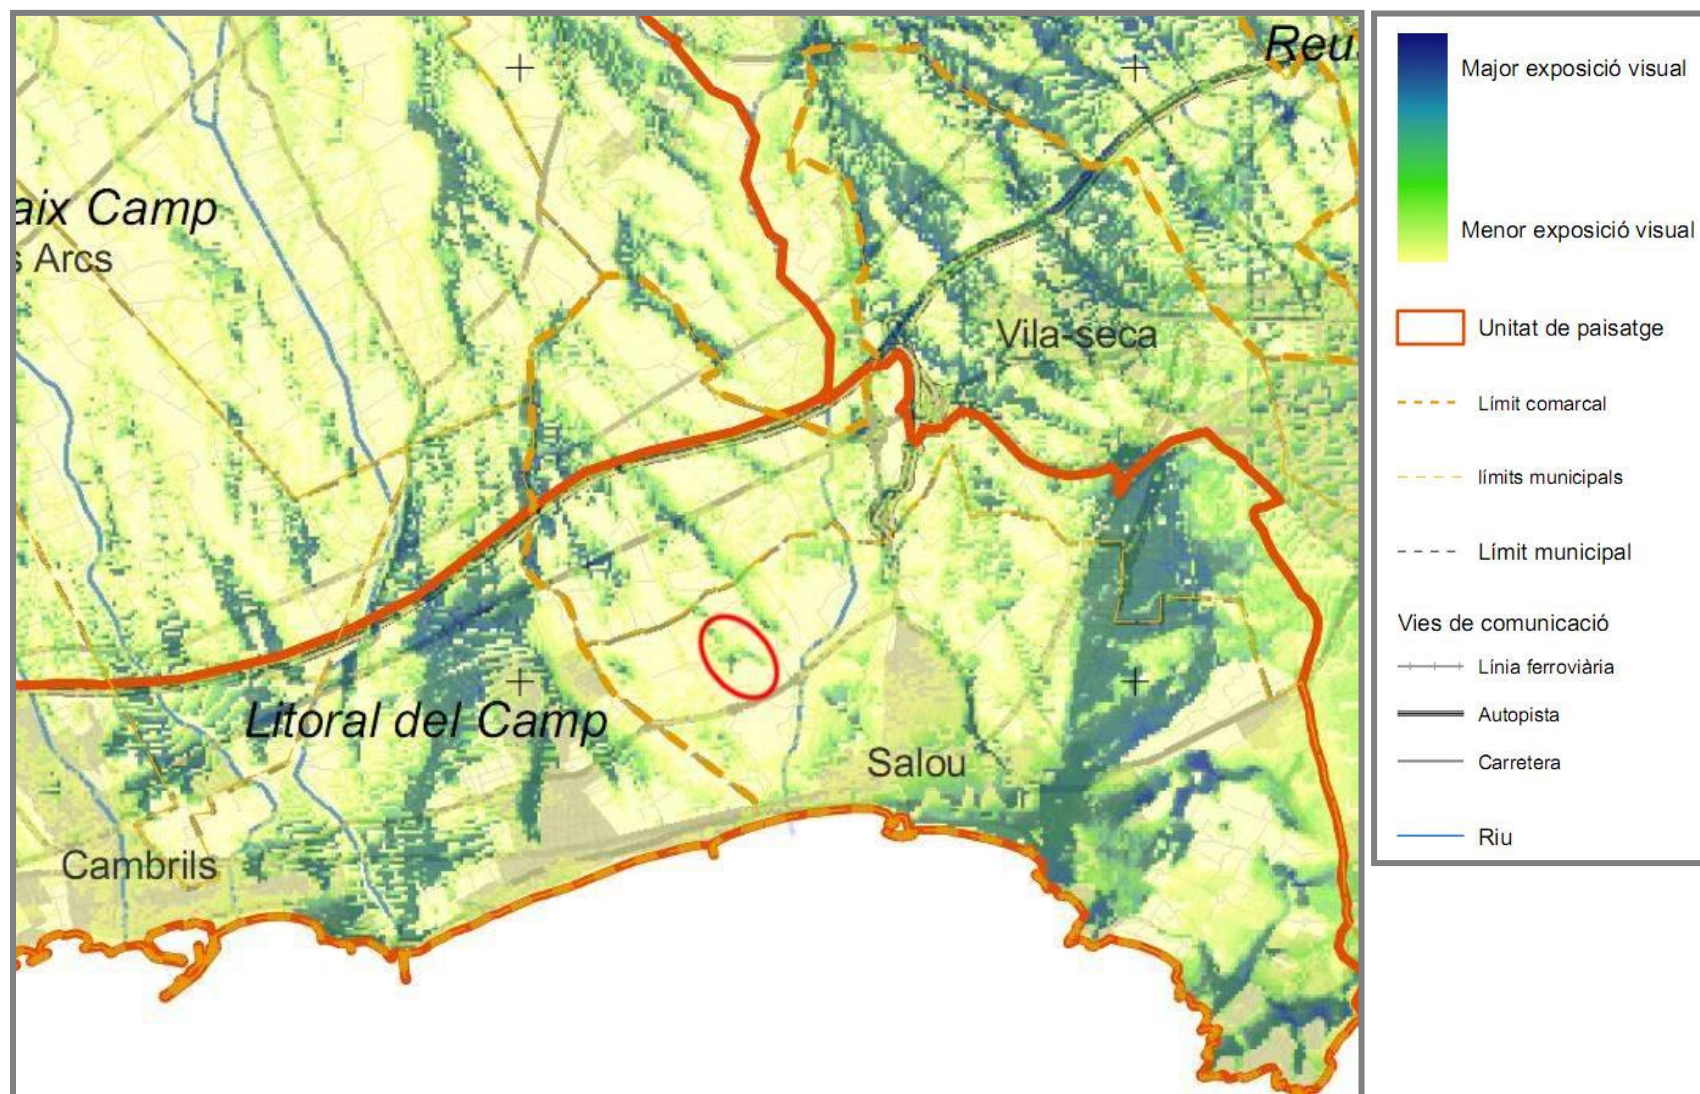 Reu
aix Camp
s Arcs
Vila-seca
Litoral del Camp
Salou
Cambrils
Major exposició visual
Menor exposició visual
Unitat de paisatge
Límit comarcal
límits municipals
Límit municipal
Vies de comunicació
Línia ferroviària
Autopista
Carretera
Riu